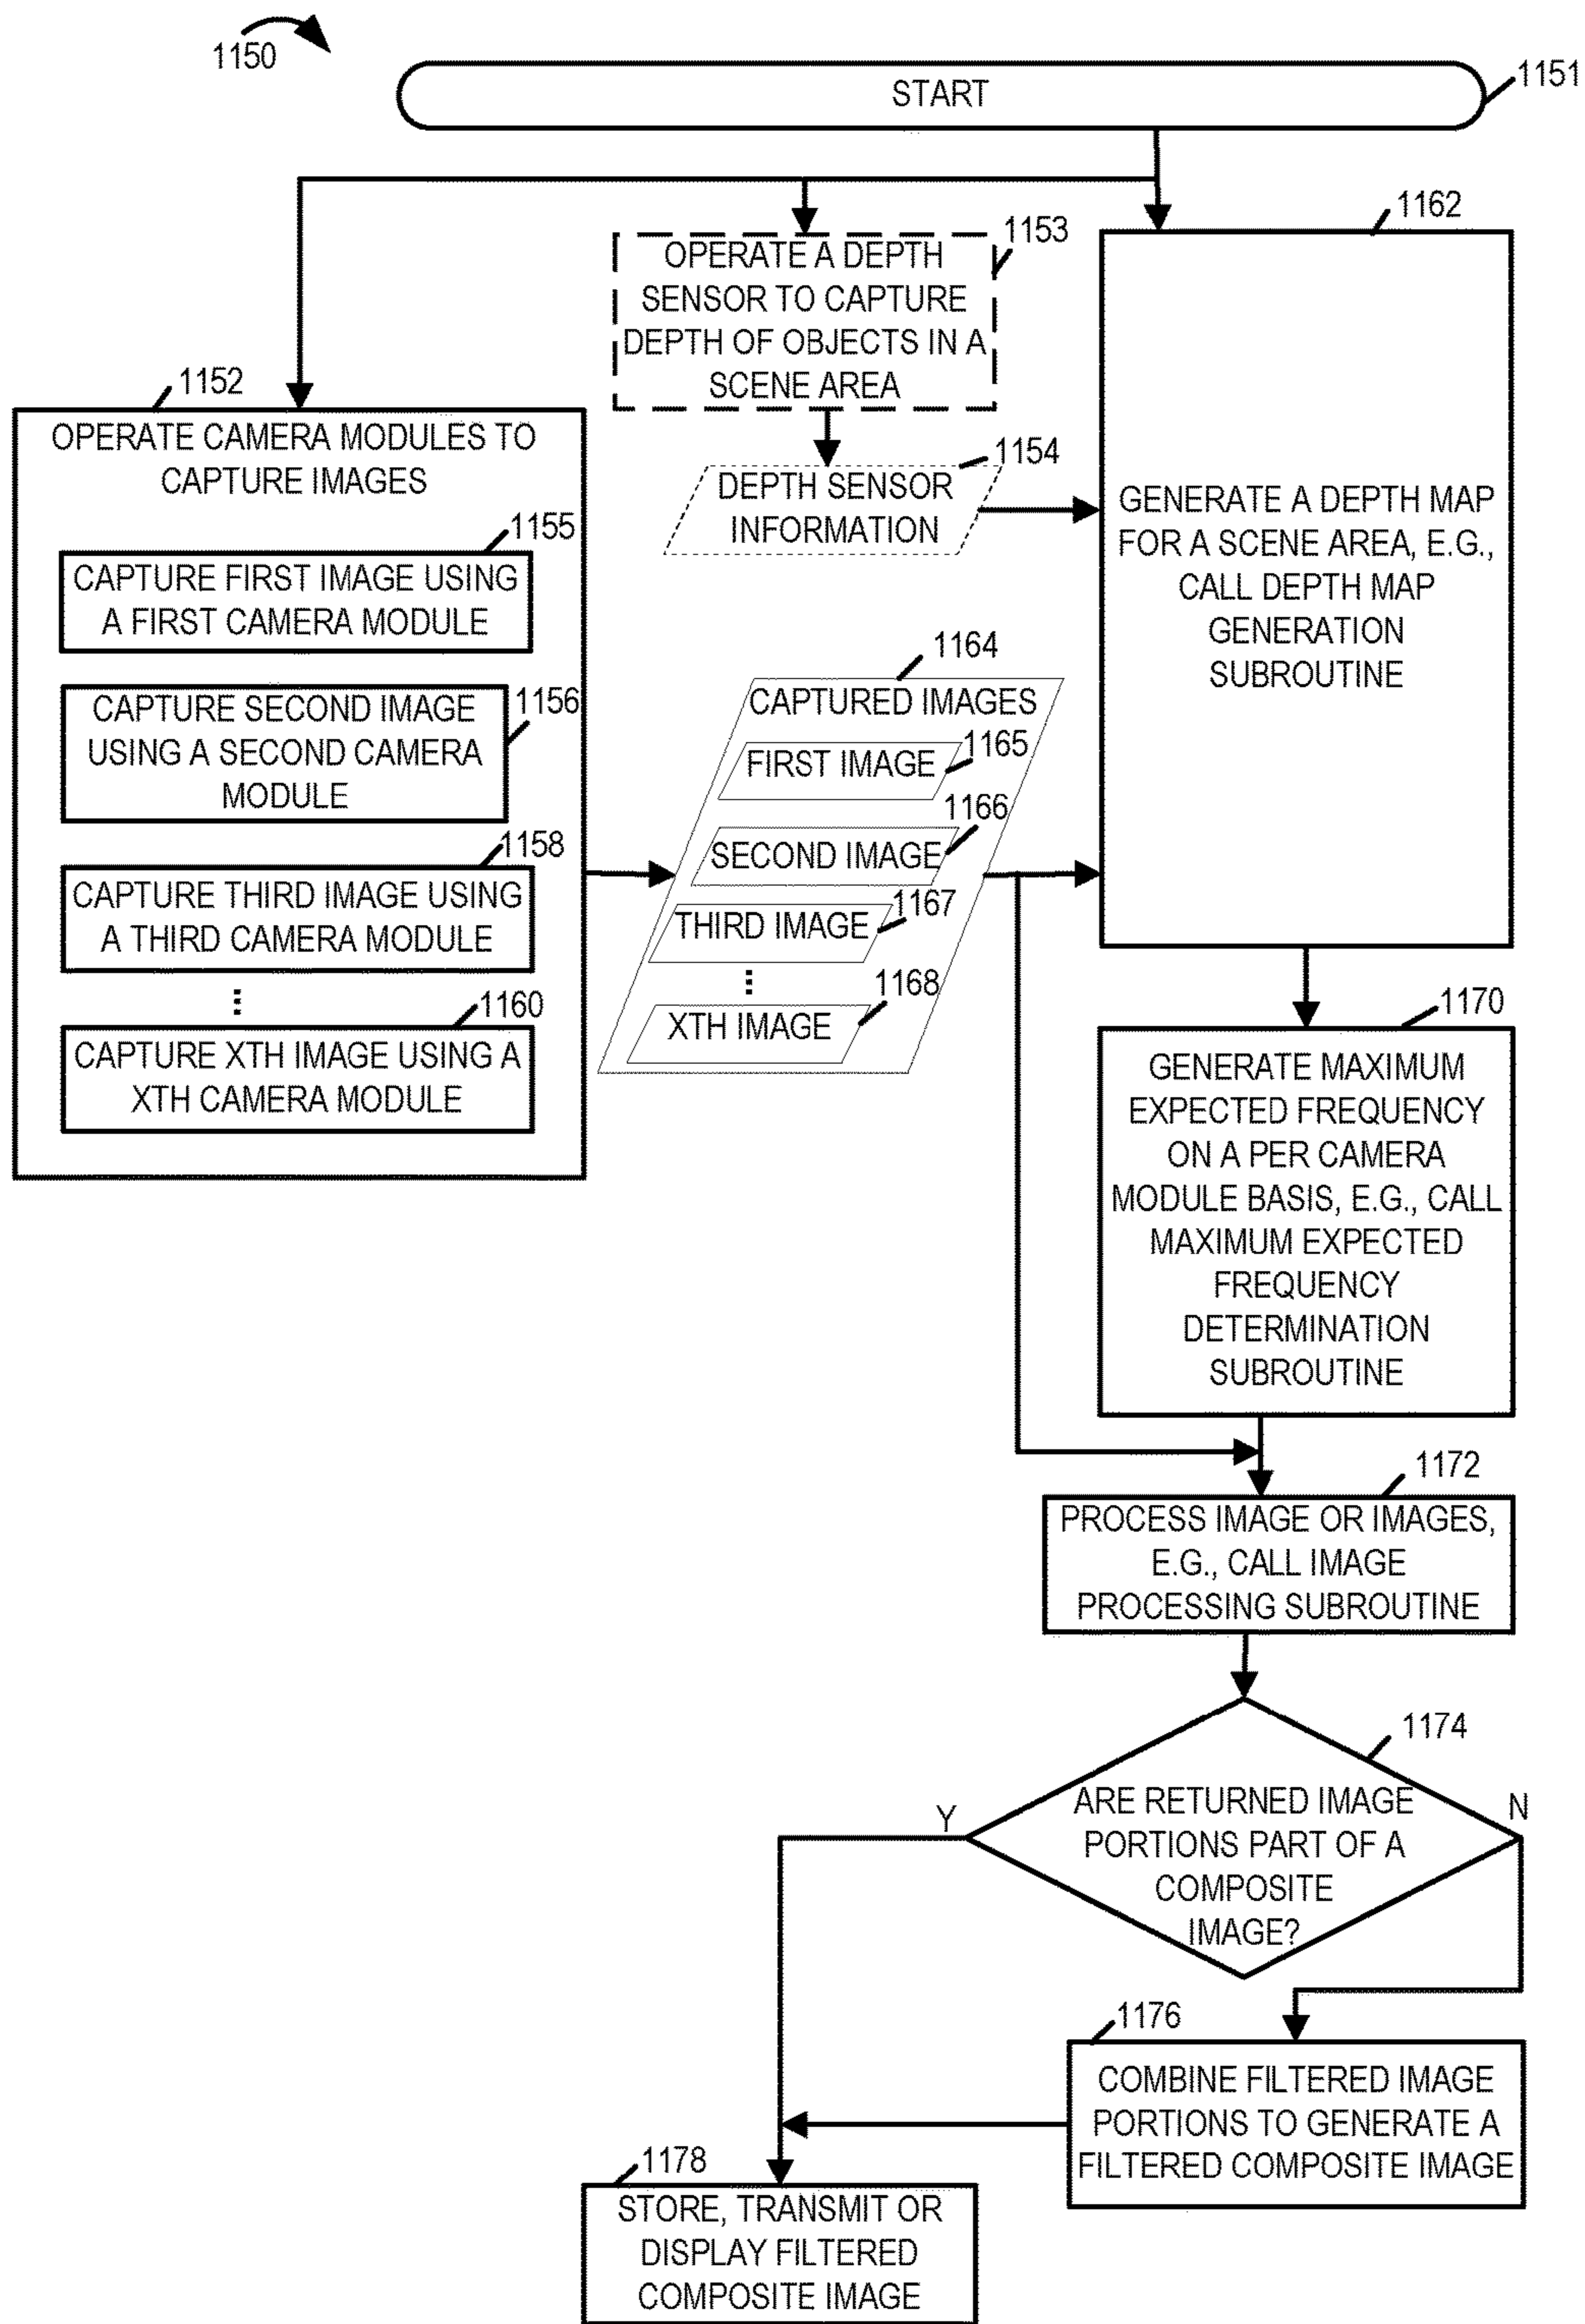 1150
START
1151
1153
OPERATE A DEPTH
SENSOR TO CAPTURE
DEPTH OF OBJECTS IN A
SCENE AREA
1162
GENERATE A DEPTH MAP
FOR A SCENE AREA, E.G.,
CALL DEPTH MAP
GENERATION
SUBROUTINE
1152
OPERATE CAMERA MODULES TO
CAPTURE IMAGES
1154
DEPTH SENSOR
INFORMATION
1155
CAPTURE FIRST IMAGE USING
A FIRST CAMERA MODULE
1156
CAPTURE SECOND IMAGE
USING A SECOND CAMERA
MODULE
1158
CAPTURE THIRD IMAGE USING
A THIRD CAMERA MODULE
...
1160
CAPTURE XTH IMAGE USING A
XTH CAMERA MODULE
1164
CAPTURED IMAGES
1165
FIRST IMAGE
1166
SECOND IMAGE
1167
THIRD IMAGE
...
1168
XTH IMAGE
1170
GENERATE MAXIMUM
EXPECTED FREQUENCY
ON A PER CAMERA
MODULE BASIS, E.G., CALL
MAXIMUM EXPECTED
FREQUENCY
DETERMINATION
SUBROUTINE
1172
PROCESS IMAGE OR IMAGES,
E.G., CALL IMAGE
PROCESSING SUBROUTINE
1174
ARE RETURNED IMAGE
PORTIONS PART OF A
COMPOSITE
IMAGE?
Y
N
1176
COMBINE FILTERED IMAGE
PORTIONS TO GENERATE A
FILTERED COMPOSITE IMAGE
1178
STORE, TRANSMIT OR
DISPLAY FILTERED
COMPOSITE IMAGE